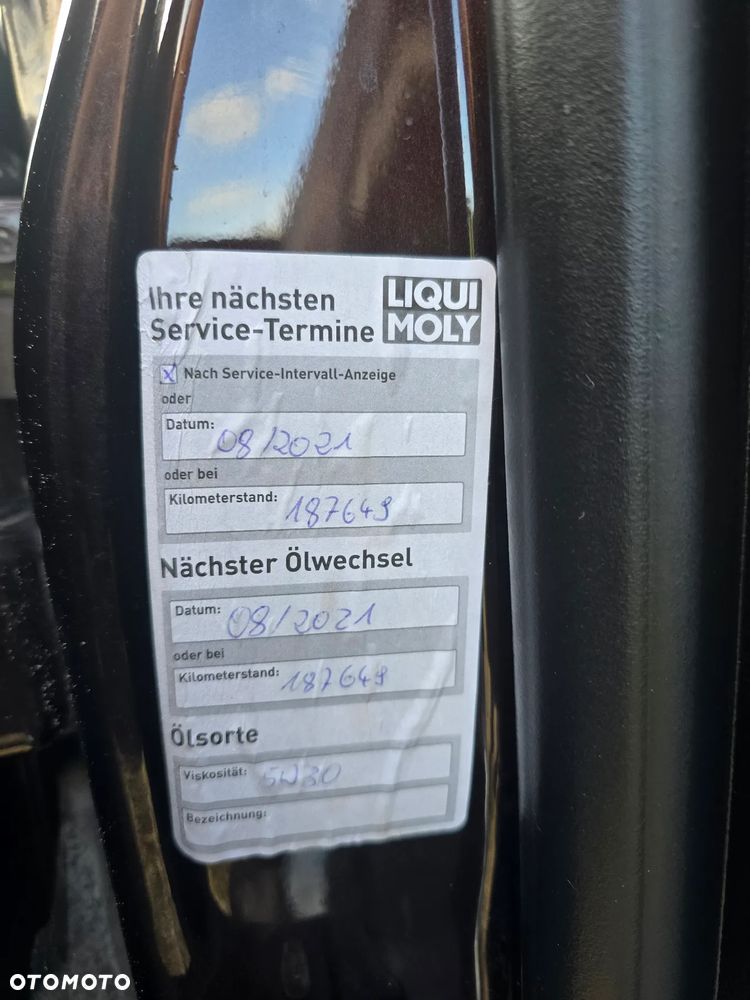 Ihre nächsten
Service-Termine
LIQUI
MOLY
x Nach Service-Intervall-Anzeige
oder
Datum: 08/2021
oder bei
Kilometerstand: 187649
Nächster Ölwechsel
Datum: 08/2021
oder bei
Kilometerstand: 187649
Ölsorte
Viskosität: 5W30
Bezeichnung:
OTOMOTO